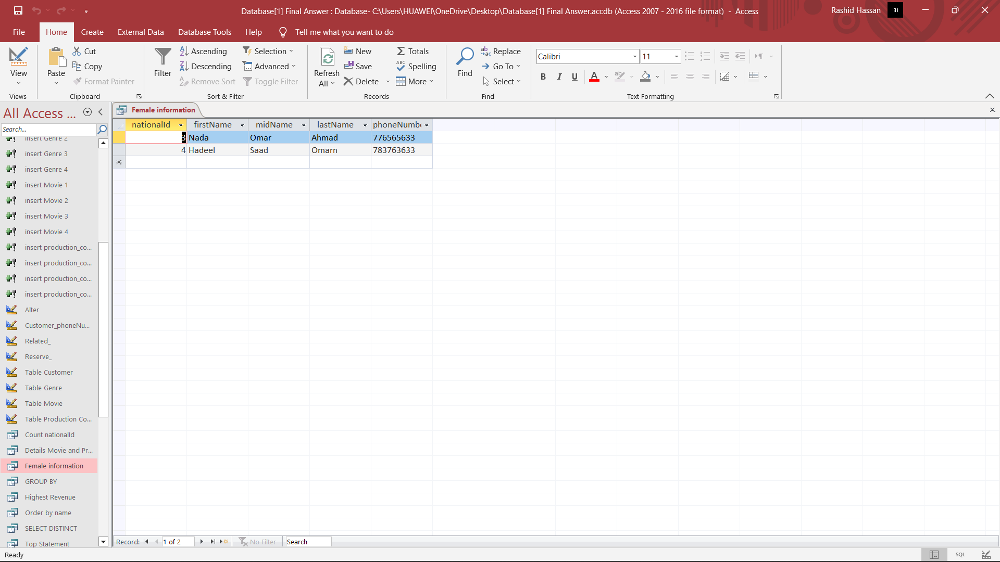 Database[1] Final Answer : Database- C:\Users\HUAWEI\OneDrive\Desktop\Database[1] Final Answer.accdb (Access 2007 - 2016 file format) - Access
Rashid Hassan
RH
File Home Create External Data Database Tools Help Tell me what you want to do
View
Views
Paste
Cut
Copy
Format Painter
Clipboard
Filter
Ascending
Descending
Remove Sort
Selection
Advanced
Toggle Filter
Sort & Filter
Refresh
All
New
Save
Delete
Totals
Spelling
More
Records
Find
Replace
Go To
Select
Find
Calibri 11
B I U A
Text Formatting
All Access ...
Search...
insert Genre 2
insert Genre 3
insert Genre 4
insert Movie 1
insert Movie 2
insert Movie 3
insert Movie 4
insert production_co...
insert production_co...
insert production_co...
insert production_co...
Alter
Customer_phoneNu...
Related_
Reserve_
Table Customer
Table Genre
Table Movie
Table Production Co...
Count nationalId
Details Movie and Pr...
Female information
GROUP BY
Highest Revenue
Order by name
SELECT DISTINCT
Top Statement
Female information
nationalId firstName midName lastName phoneNumbe
3 Nada Omar Ahmad 776565633
4 Hadeel Saad Omarn 783763633
Record: 1 of 2 No Filter Search
Ready
SQL